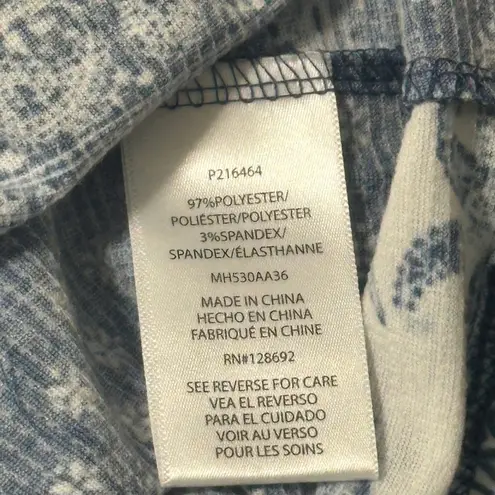 P216464
97%POLYESTER/
POLIÉSTER/POLYESTER
3%SPANDEX/
SPANDEX/ÉLASTHANNE
MH530AA36
MADE IN CHINA
HECHO EN CHINA
FABRIQUÉ EN CHINE
RN#128692
SEE REVERSE FOR CARE
VEA EL REVERSO
PARA EL CUIDADO
VOIR AU VERSO
POUR LES SOINS